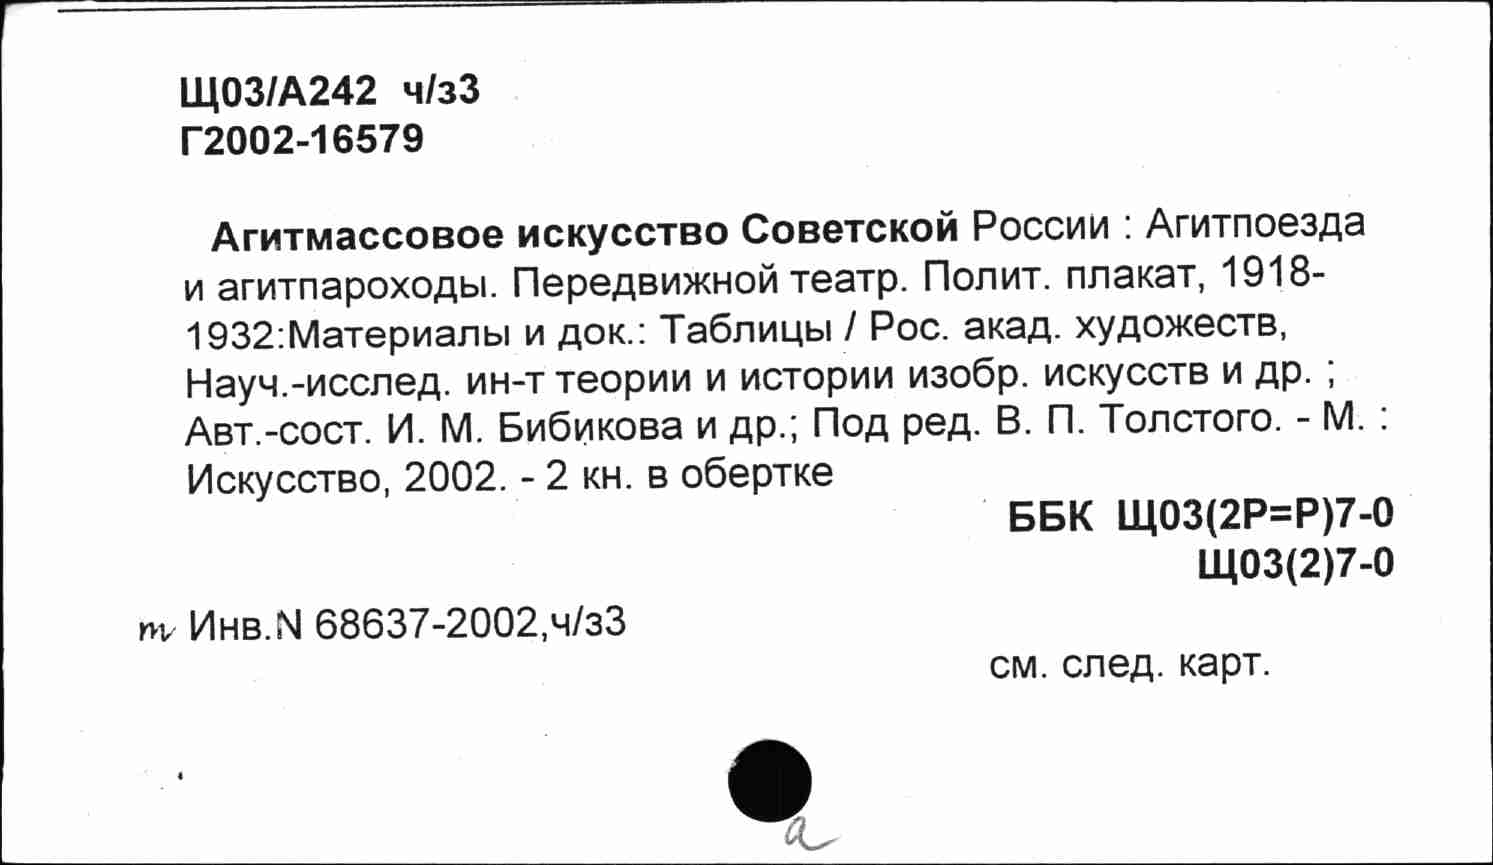 Щ03/А242 ч/з3
Г2002-16579
Агитмассовое искусство Советской России : Агитпоезда
и агитпароходы. Передвижной театр. Полит. плакат, 1918-
1932:Материалы и док.: Таблицы / Рос. акад. художеств,
Науч.-исслед. ин-т теории и истории изобр. искусств и др. ;
Авт.-сост. И. М. Бибикова и др.; Под ред. В. П. Толстого. - М. :
Искусство, 2002. - 2 кн. в обертке
ББК Щ03(2Р=Р)7-0
Щ03(2)7-0
Инв.N 68637-2002,ч/з3
см. след. карт.
а